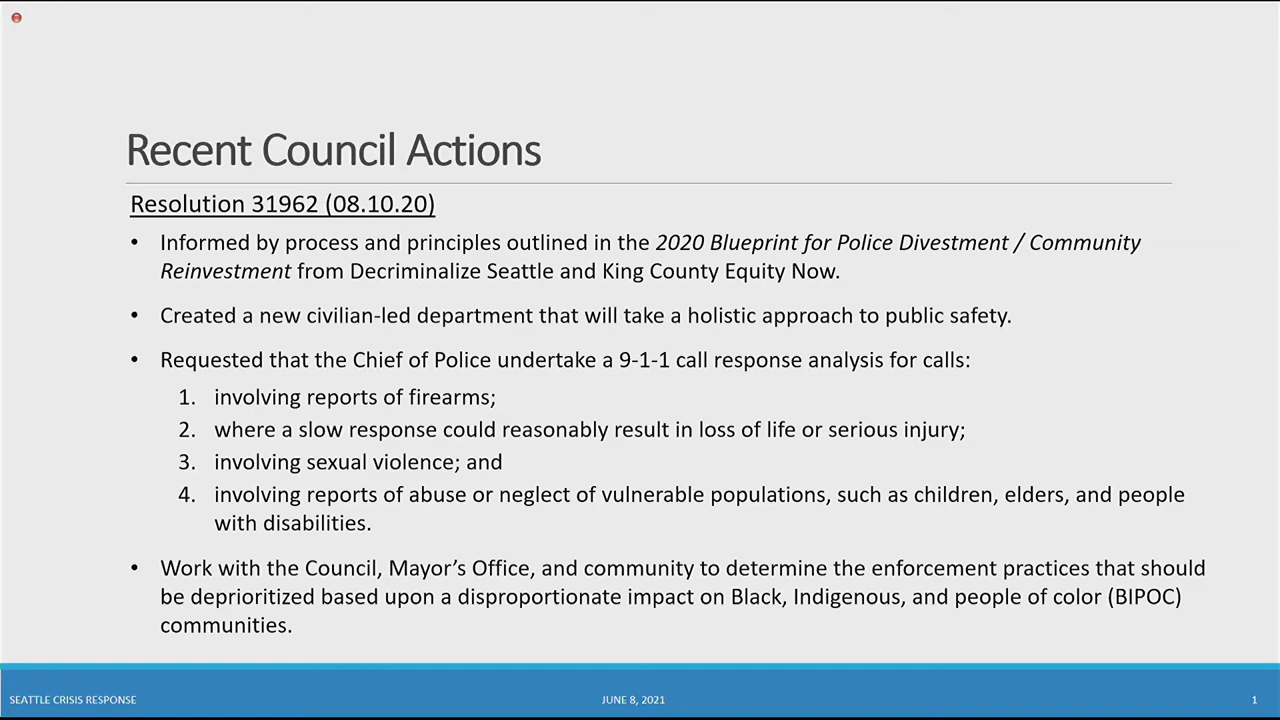 Recent Council Actions
Resolution 31962 (08.10.20)
• Informed by process and principles outlined in the 2020 Blueprint for Police Divestment / Community
Reinvestment from Decriminalize Seattle and King County Equity Now.
• Created a new civilian-led department that will take a holistic approach to public safety.
• Requested that the Chief of Police undertake a 9-1-1 call response analysis for calls:
1. involving reports of firearms;
2. where a slow response could reasonably result in loss of life or serious injury;
3. involving sexual violence; and
4. involving reports of abuse or neglect of vulnerable populations, such as children, elders, and people
with disabilities.
• Work with the Council, Mayor’s Office, and community to determine the enforcement practices that should
be deprioritized based upon a disproportionate impact on Black, Indigenous, and people of color (BIPOC)
communities.
SEATTLE CRISIS RESPONSE
JUNE 8, 2021
1